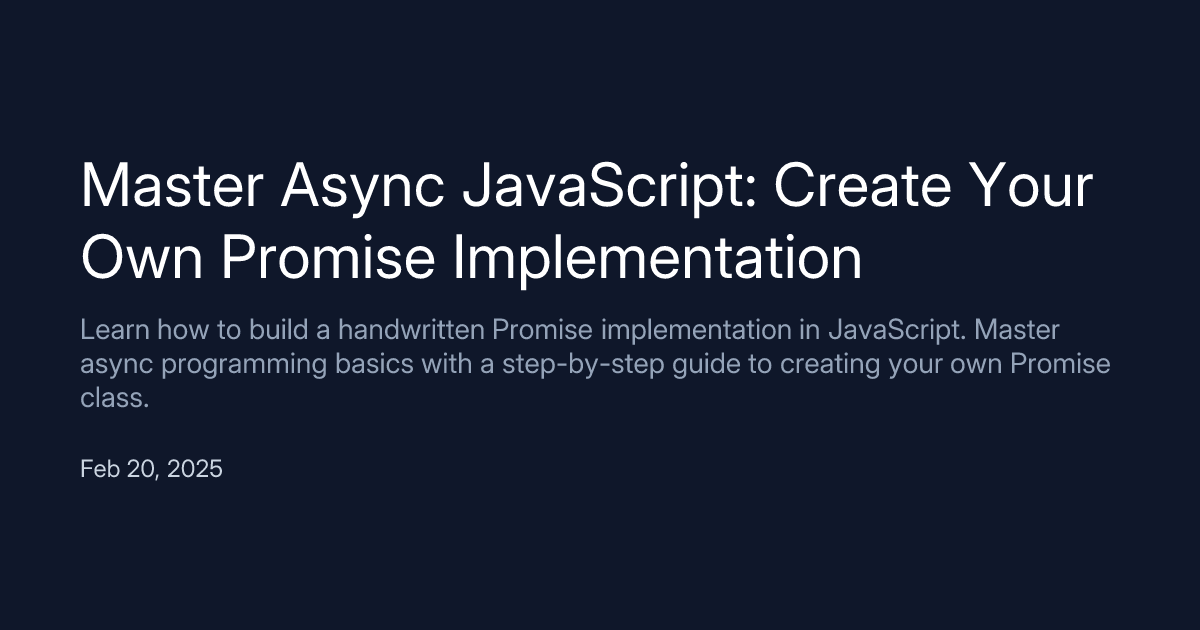 Master Async JavaScript: Create Your
Own Promise Implementation
Learn how to build a handwritten Promise implementation in JavaScript. Master
async programming basics with a step-by-step guide to creating your own Promise
class.
Feb 20, 2025